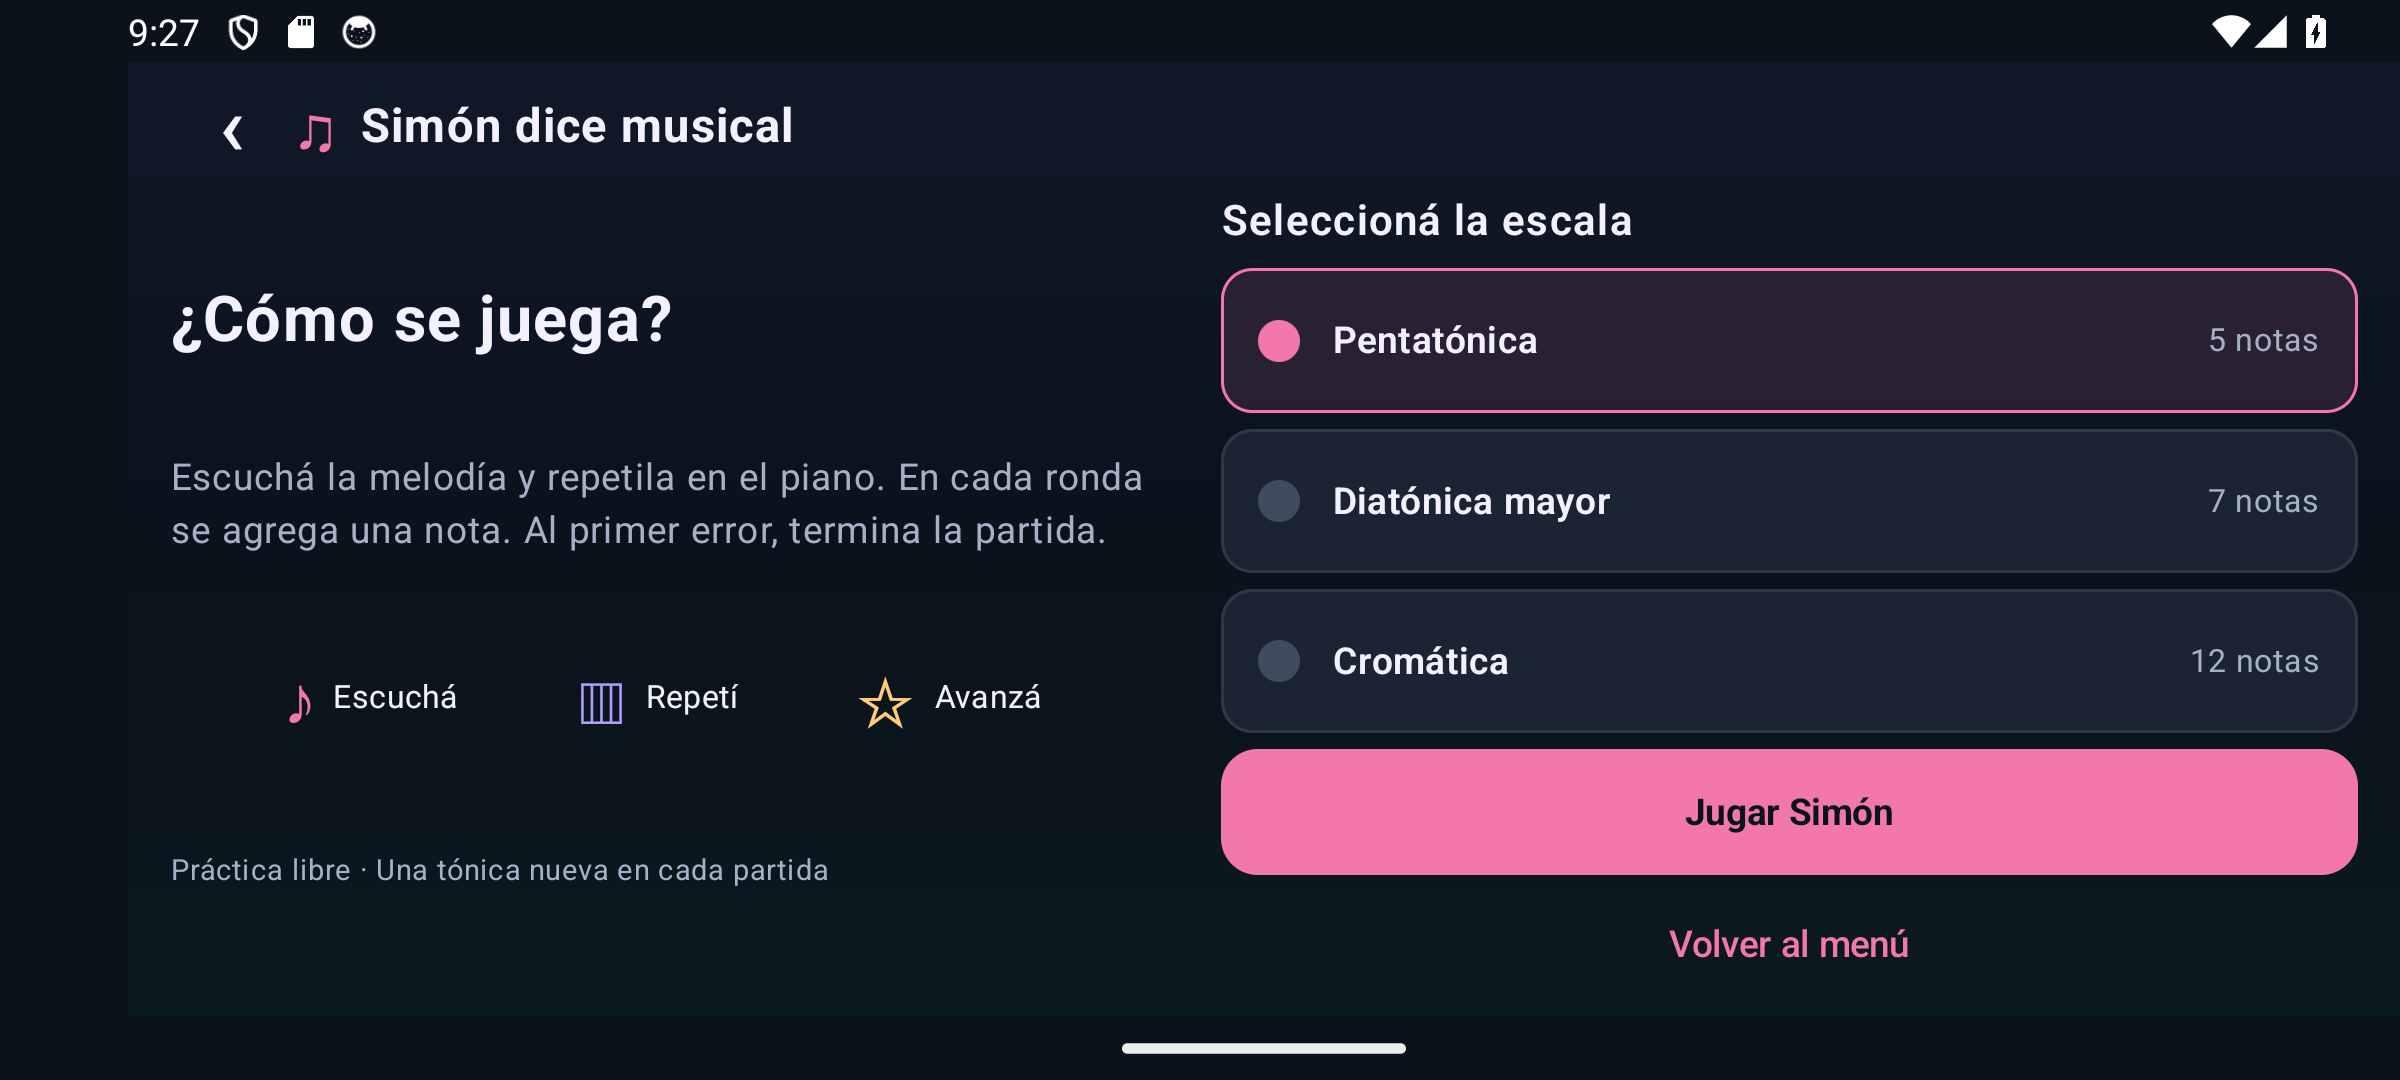 9:27
Simón dice musical
¿Cómo se juega?
Escuchá la melodía y repetila en el piano. En cada ronda
se agrega una nota. Al primer error, termina la partida.
Escuchá
Repetí
Avanzá
Práctica libre · Una tónica nueva en cada partida
Seleccioná la escala
Pentatónica 5 notas
Diatónica mayor 7 notas
Cromática 12 notas
Jugar Simón
Volver al menú